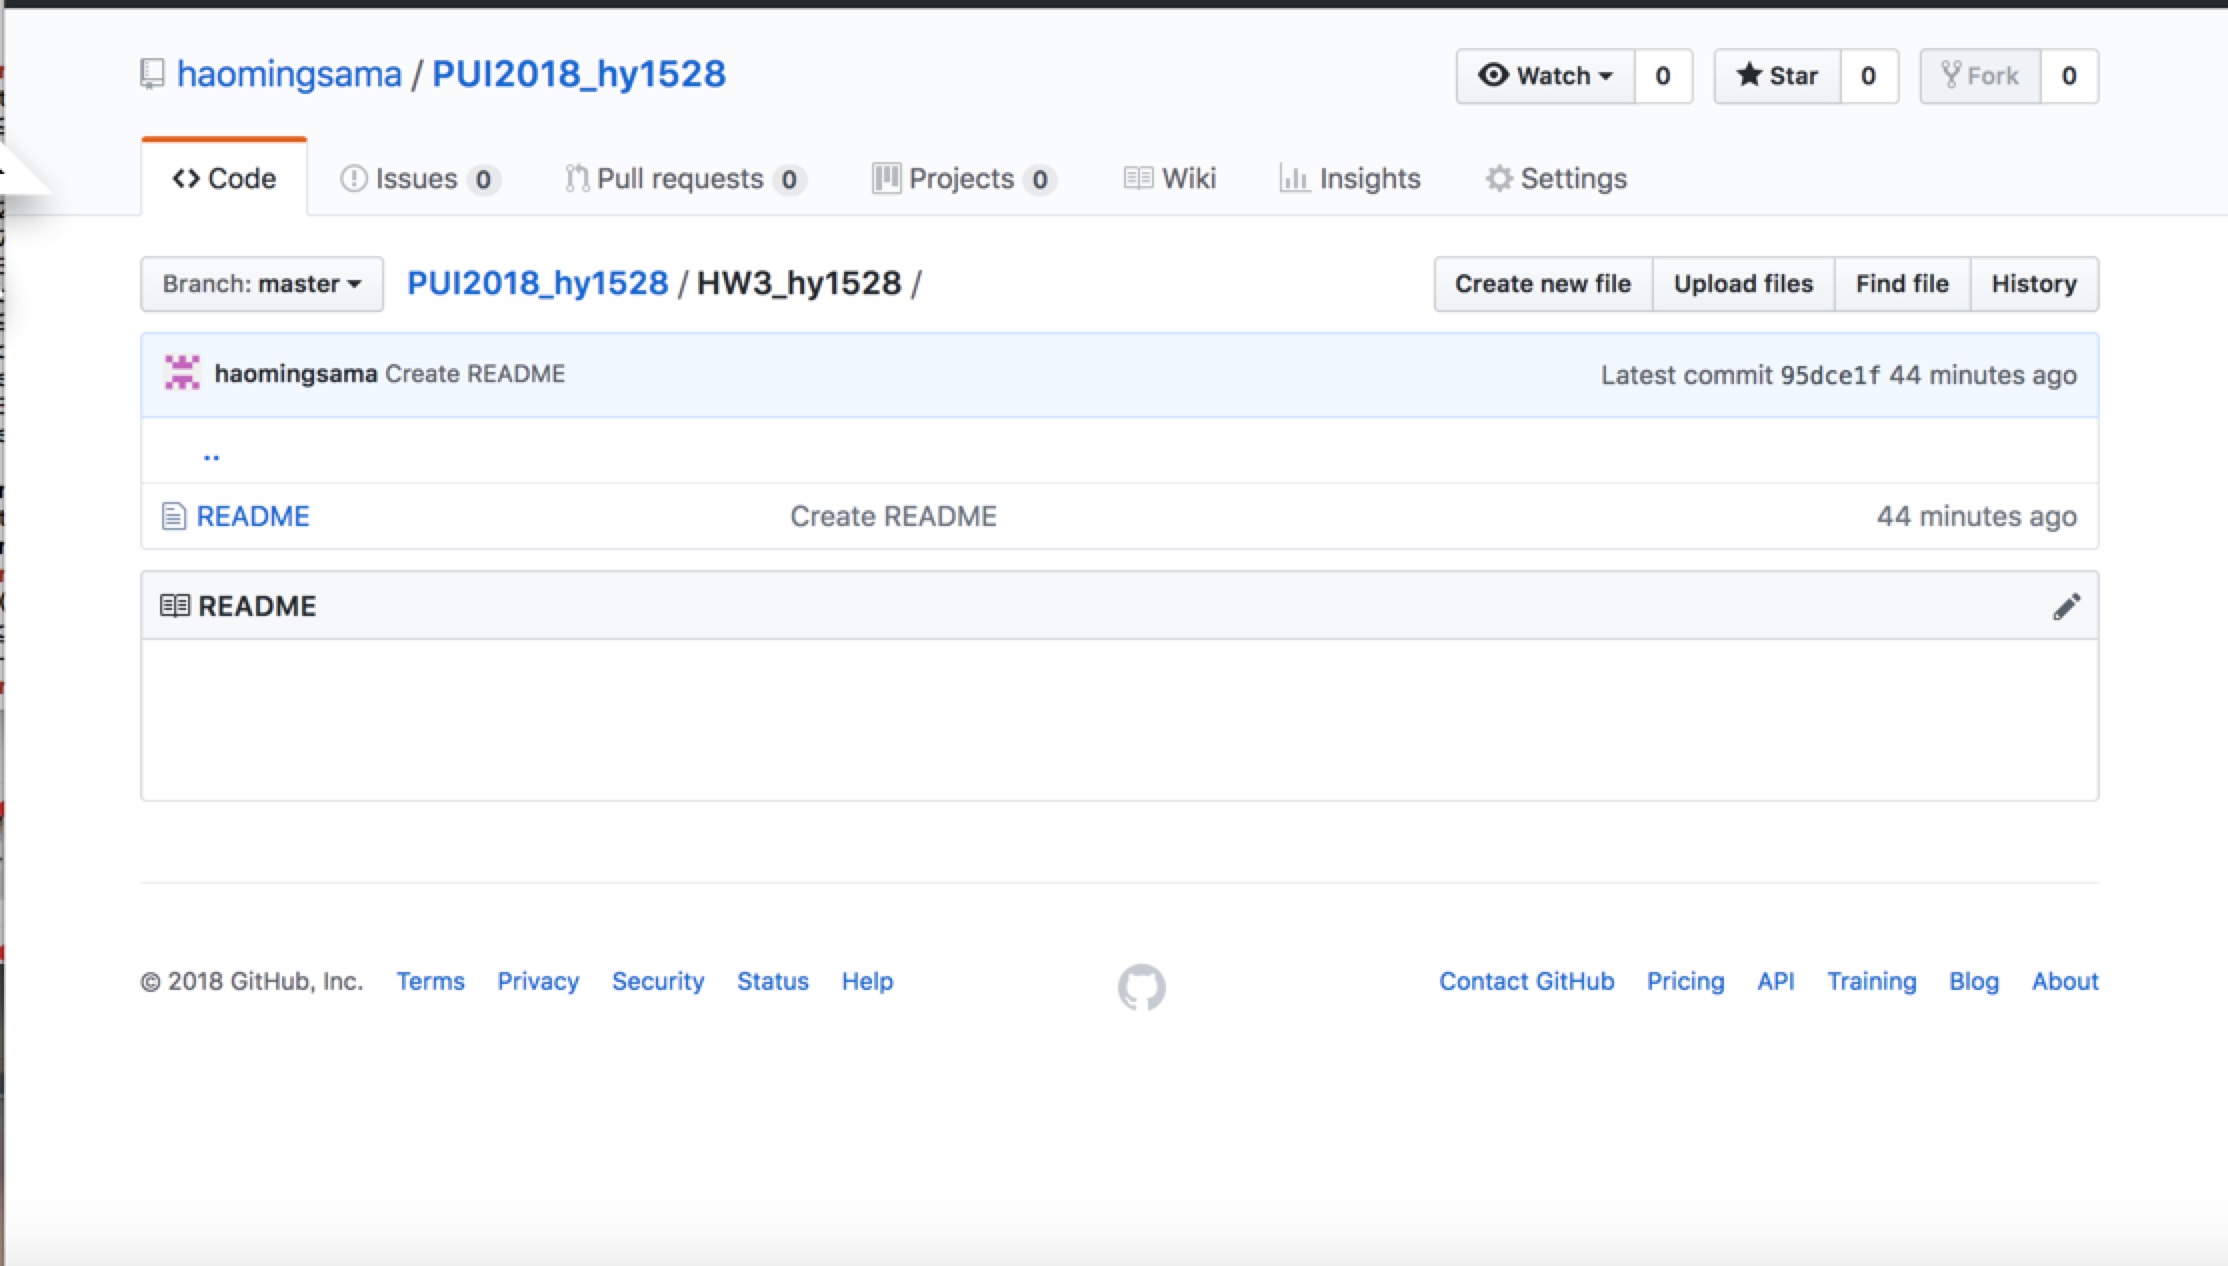 haomingsama / PUI2018_hy1528
Watch 0 Star 0 Fork 0
Code Issues 0 Pull requests 0 Projects 0 Wiki Insights Settings
Branch: master PUI2018_hy1528 / HW3_hy1528 /
Create new file Upload files Find file History
haomingsama Create README Latest commit 95dce1f 44 minutes ago
..
README Create README 44 minutes ago
README
© 2018 GitHub, Inc. Terms Privacy Security Status Help Contact GitHub Pricing API Training Blog About